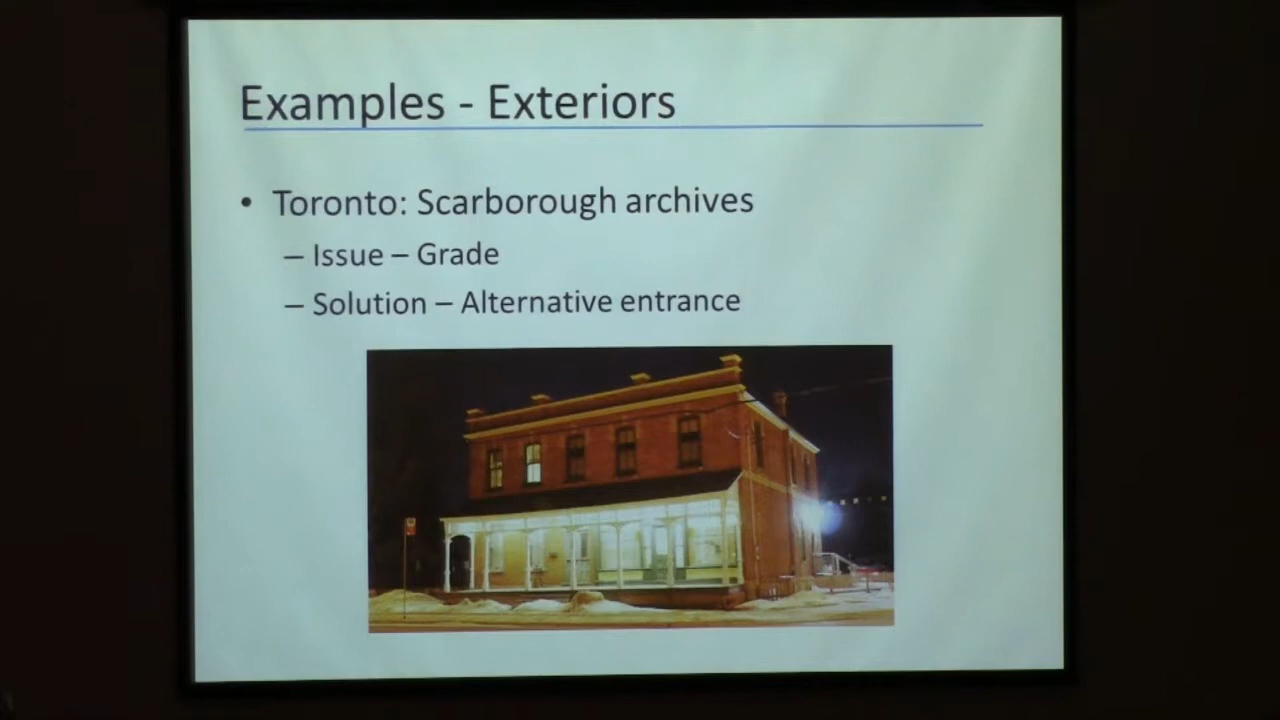 Examples - Exteriors
• Toronto: Scarborough archives
– Issue – Grade
– Solution – Alternative entrance